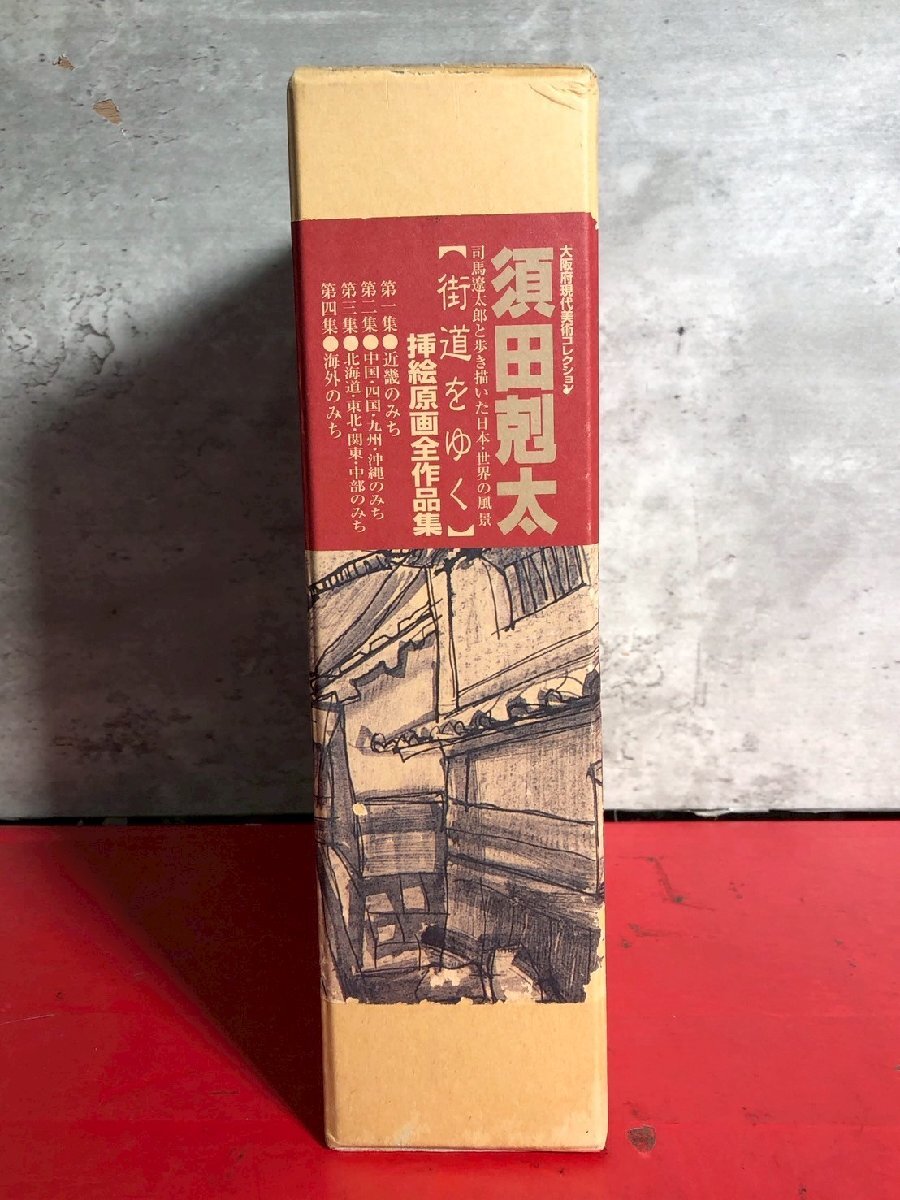 大阪府現代美術コレクション
須田剋太
司馬遼太郎と歩き描いた日本・世界の風景
【街道をゆく】
挿絵原画全作品集
第一集●近畿のみち
第二集●中国・四国・九州・沖縄のみち
第三集●北海道・東北・関東・中部のみち
第四集●海外のみち